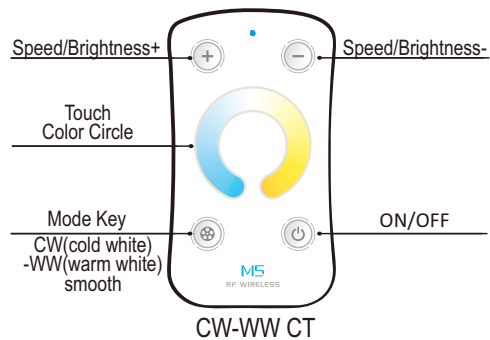 Speed/Brightness+
Speed/Brightness-
Touch
Color Circle
Mode Key
CW(cold white)
-WW(warm white)
smooth
ON/OFF
M5
RF WIRELESS
CW-WW CT